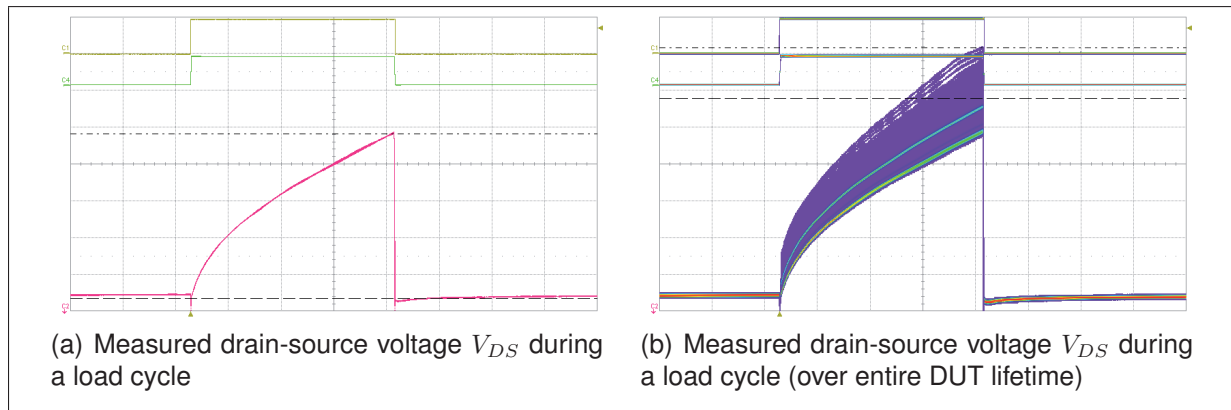 C1
C4
C2
C1
C4
C2
(a) Measured drain-source voltage V_DS during
a load cycle
(b) Measured drain-source voltage V_DS during
a load cycle (over entire DUT lifetime)